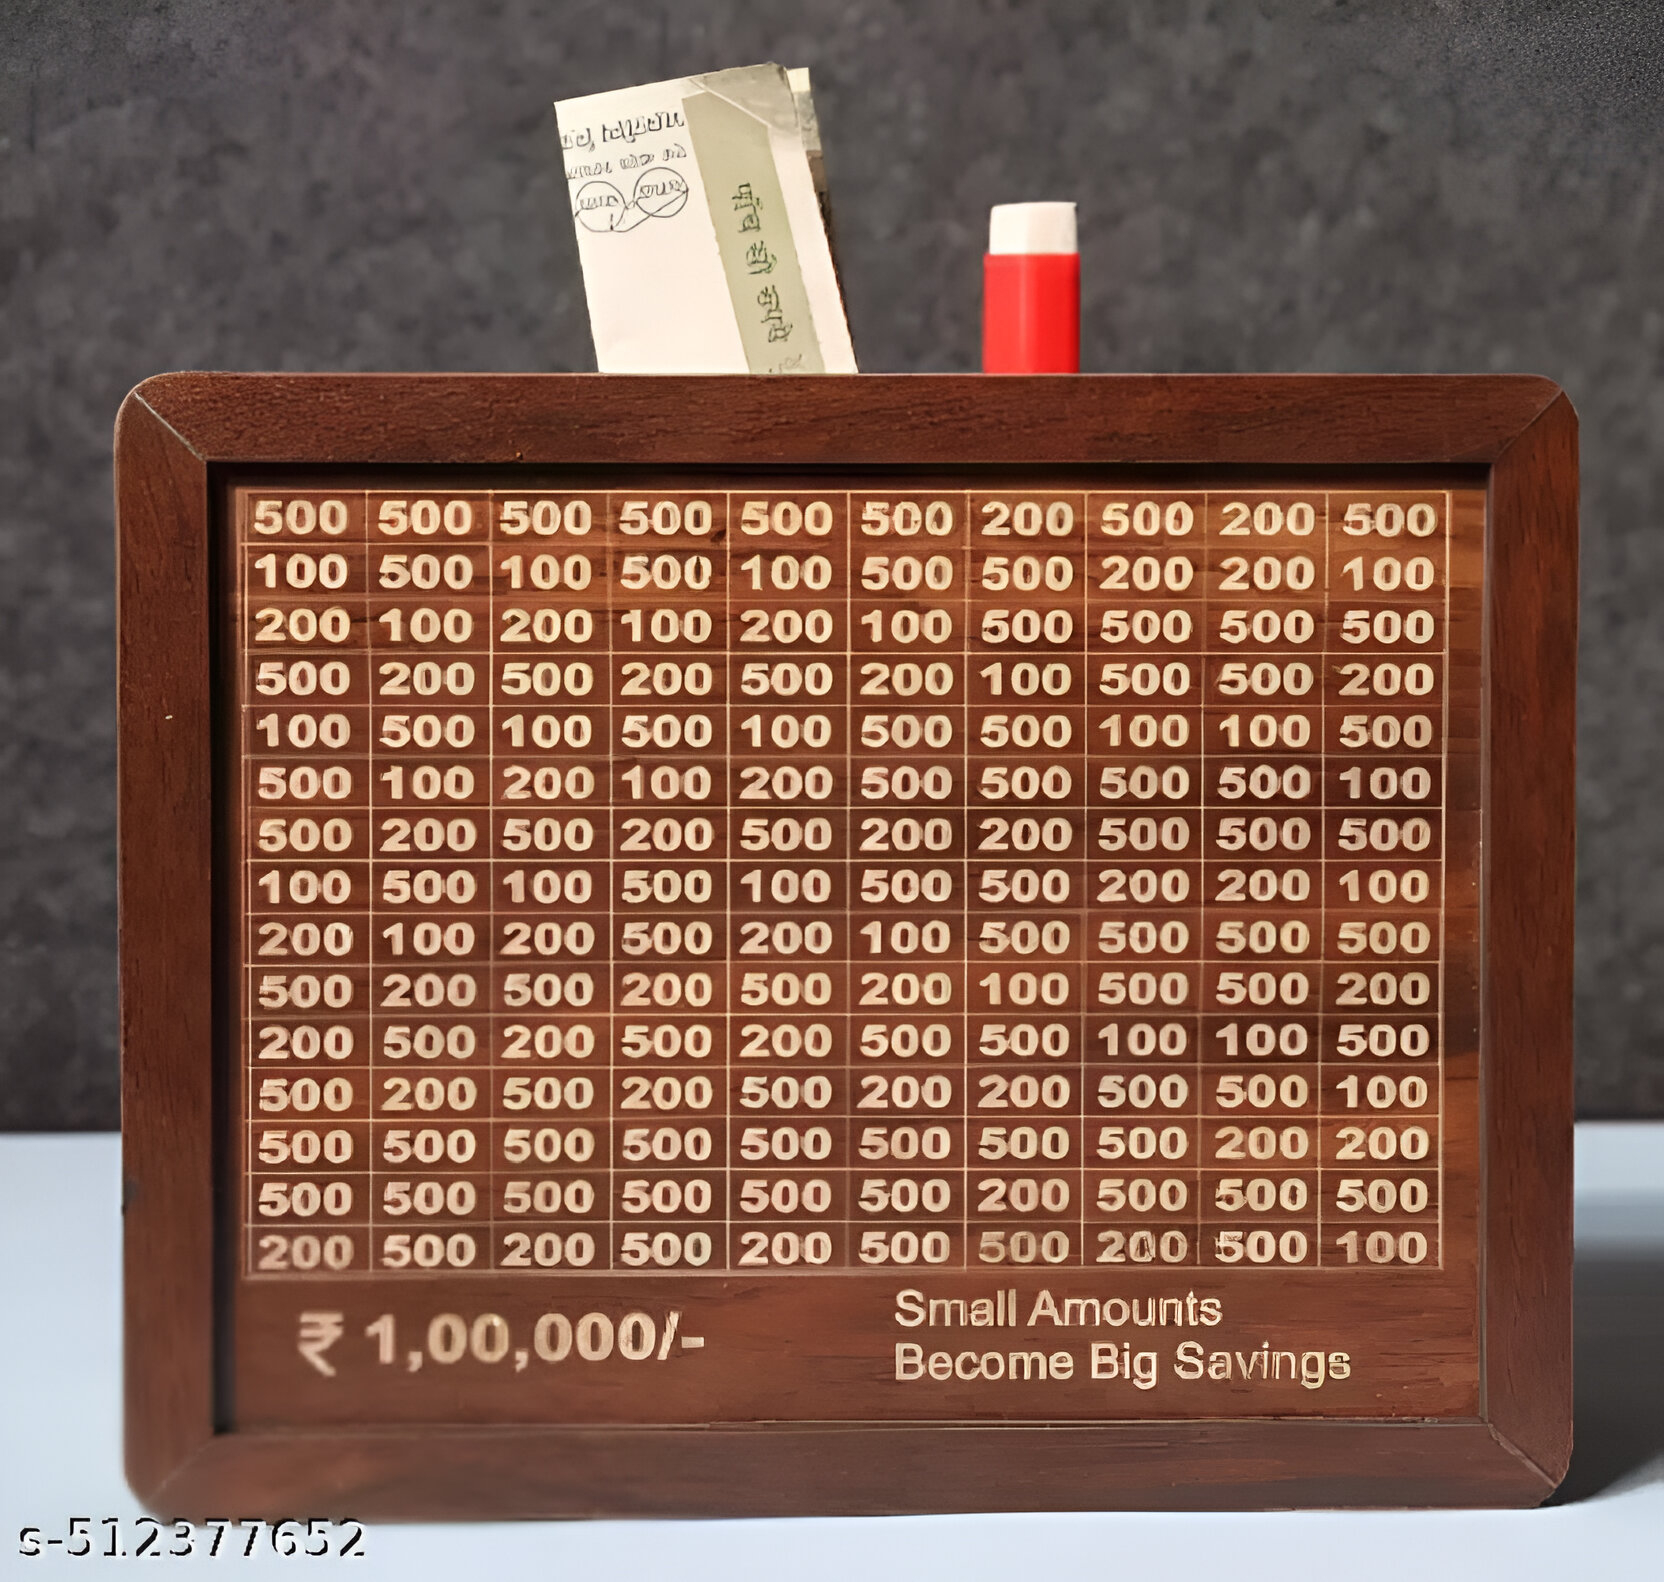 500 500 500 500 500 500 200 500 200 500
100 500 100 500 100 500 500 200 200 100
200 100 200 100 200 100 500 500 500 500
500 200 500 200 500 200 100 500 500 200
100 500 100 500 100 500 500 100 100 500
500 100 200 100 200 500 500 500 500 100
500 200 500 200 500 200 200 500 500 500
100 500 100 500 100 500 500 200 200 100
200 100 200 500 200 100 500 500 500 500
500 200 500 200 500 200 100 500 500 200
200 500 200 500 200 500 500 100 100 500
500 200 500 200 500 200 200 500 500 100
500 500 500 500 500 500 500 500 200 200
500 500 500 500 500 500 200 500 500 500
200 500 200 500 200 500 500 200 500 100
₹ 1,00,000/-
Small Amounts
Become Big Savings
s-512377652